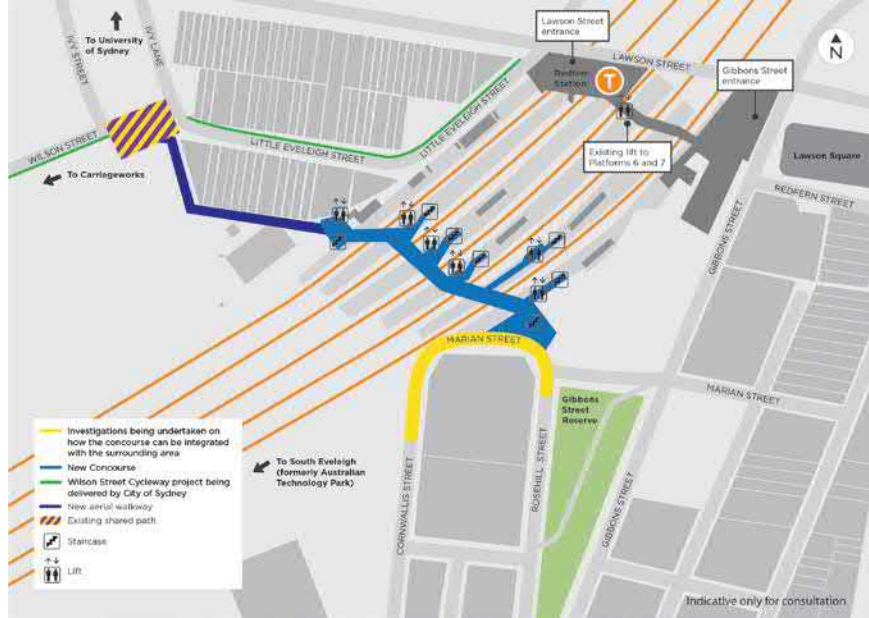 To University
of Sydney
IVY STREET
IVY LANE
Lawson Street
entrance
LAWSON STREET
Redfern
Station
T
N
Gibbons Street
entrance
WILSON STREET
To Carriageworks
LITTLE EVELEIGH STREET
LITTLE EVELEIGH STREET
Existing lift to
Platforms 6 and 7
Lawson Square
REDFERN STREET
GIBBONS STREET
MARIAN STREET
MARIAN STREET
Gibbons
Street
Reserve
CORNWALLIS STREET
ROSEHILL STREET
GIBBONS STREET
To South Eveleigh
(formerly Australian
Technology Park)
Investigations being undertaken on
how the concourse can be integrated
with the surrounding area
New Concourse
Wilson Street Cycleway project being
delivered by City of Sydney
New aerial walkway
Existing shared path
Staircase
Lift
Indicative only for consultation